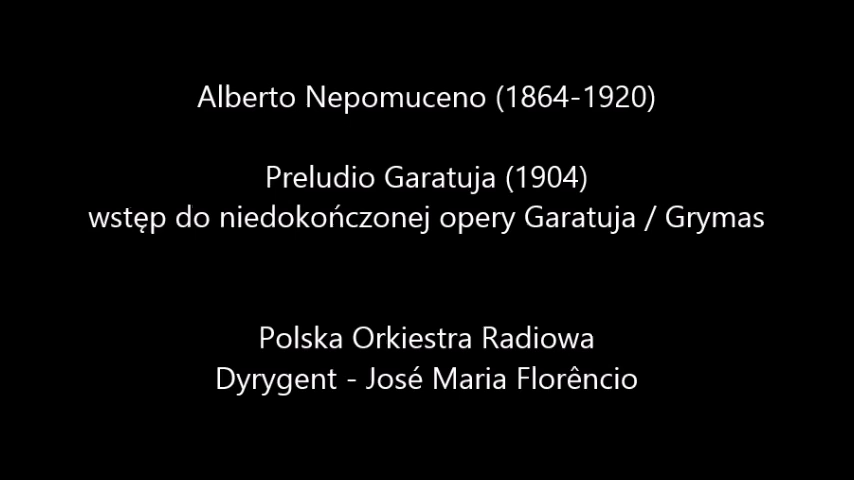 Alberto Nepomuceno (1864-1920)
Preludio Garatuja (1904)
wstęp do niedokończonej opery Garatuja / Grymas
Polska Orkiestra Radiowa
Dyrygent - José Maria Florêncio